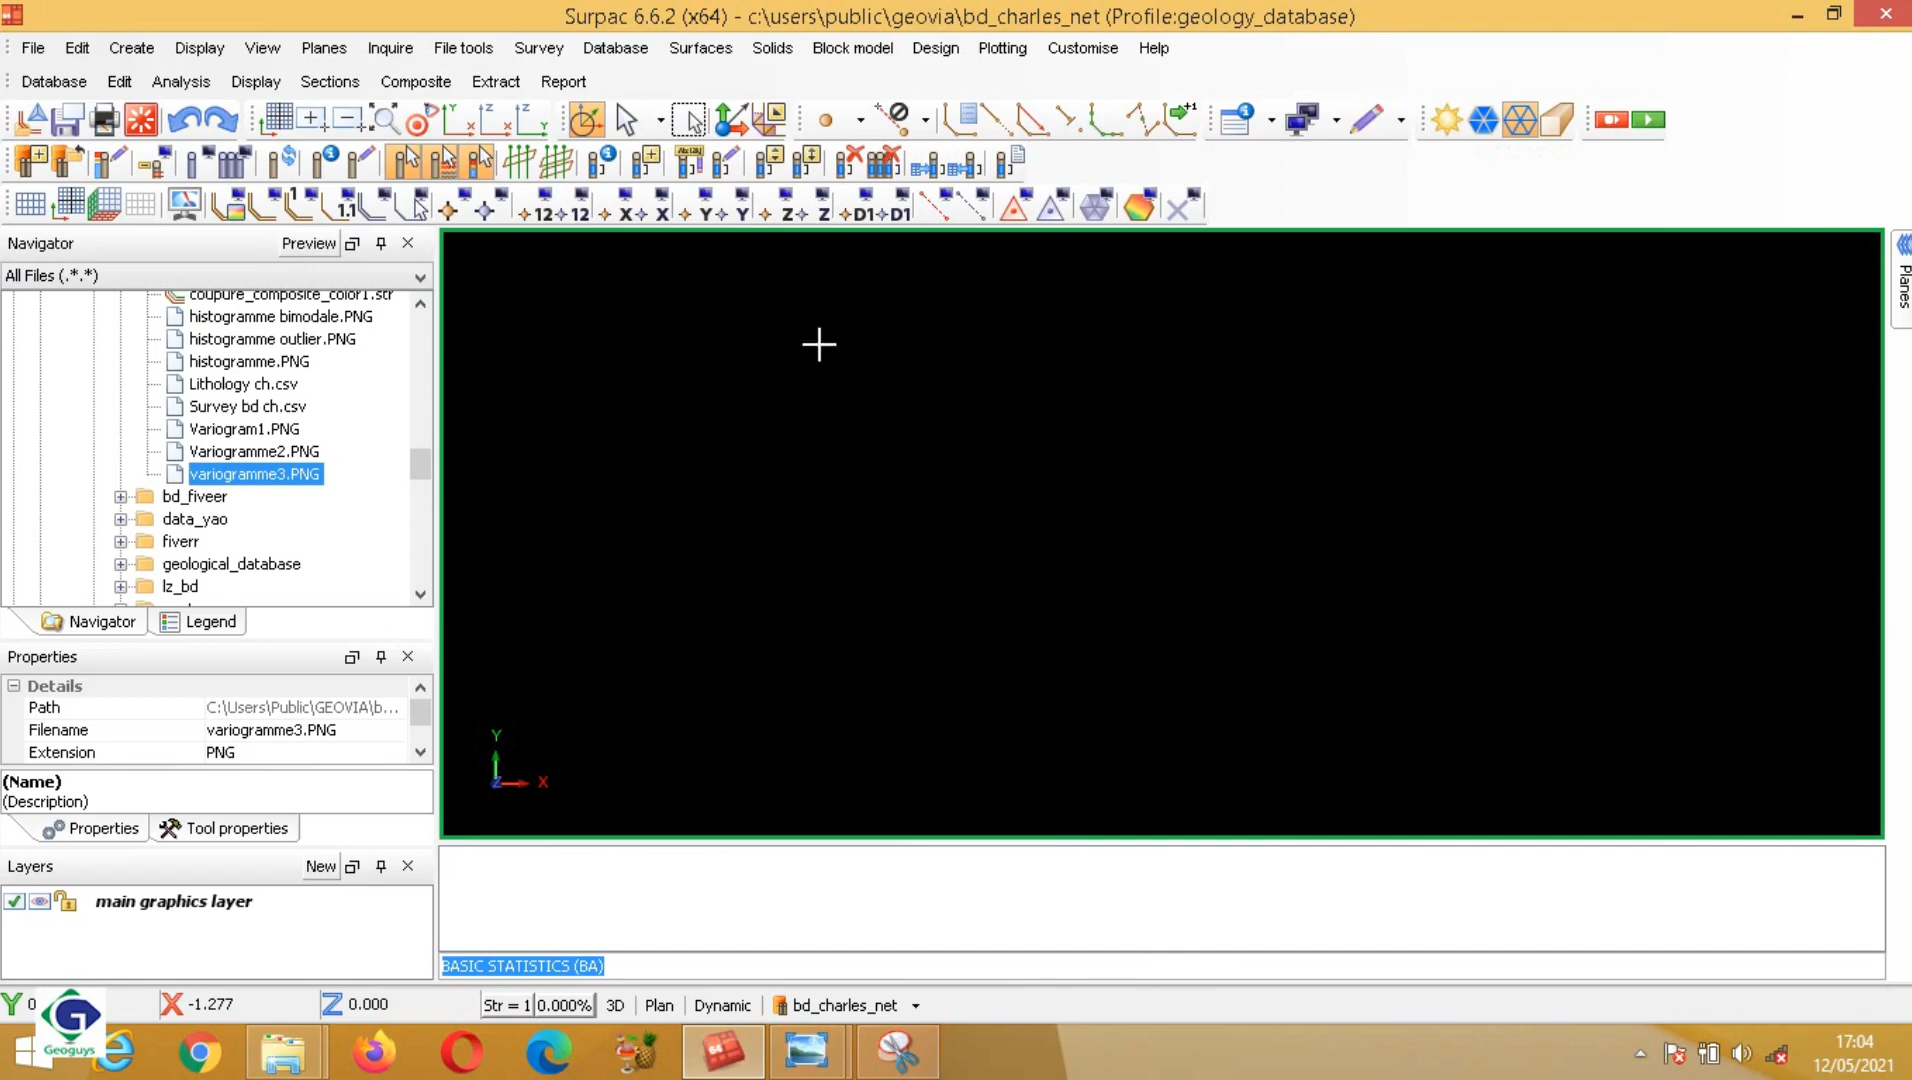 Surpac 6.6.2 (x64) - c:\users\public\geovia\bd_charles_net (Profile:geology_database)
File Edit Create Display View Planes Inquire File tools Survey Database Surfaces Solids Block model Design Plotting Customise Help
Database Edit Analysis Display Sections Composite Extract Report
Navigator Preview
All Files (.*.*)
coupure_composite_color1.str
histogramme bimodale.PNG
histogramme outlier.PNG
histogramme.PNG
Lithology ch.csv
Survey bd ch.csv
Variogram1.PNG
Variogramme2.PNG
variogramme3.PNG
bd_fiveer
data_yao
fiverr
geological_database
lz_bd
Navigator Legend
Properties
Details
Path C:\Users\Public\GEOVIA\b...
Filename variogramme3.PNG
Extension PNG
(Name)
(Description)
Properties Tool properties
Layers New
main graphics layer
Planes
Y
Z X
BASIC STATISTICS (BA)
Y 0 X -1.277 Z 0.000 Str = 1 0.000% 3D Plan Dynamic bd_charles_net
Geoguys
17:04
12/05/2021